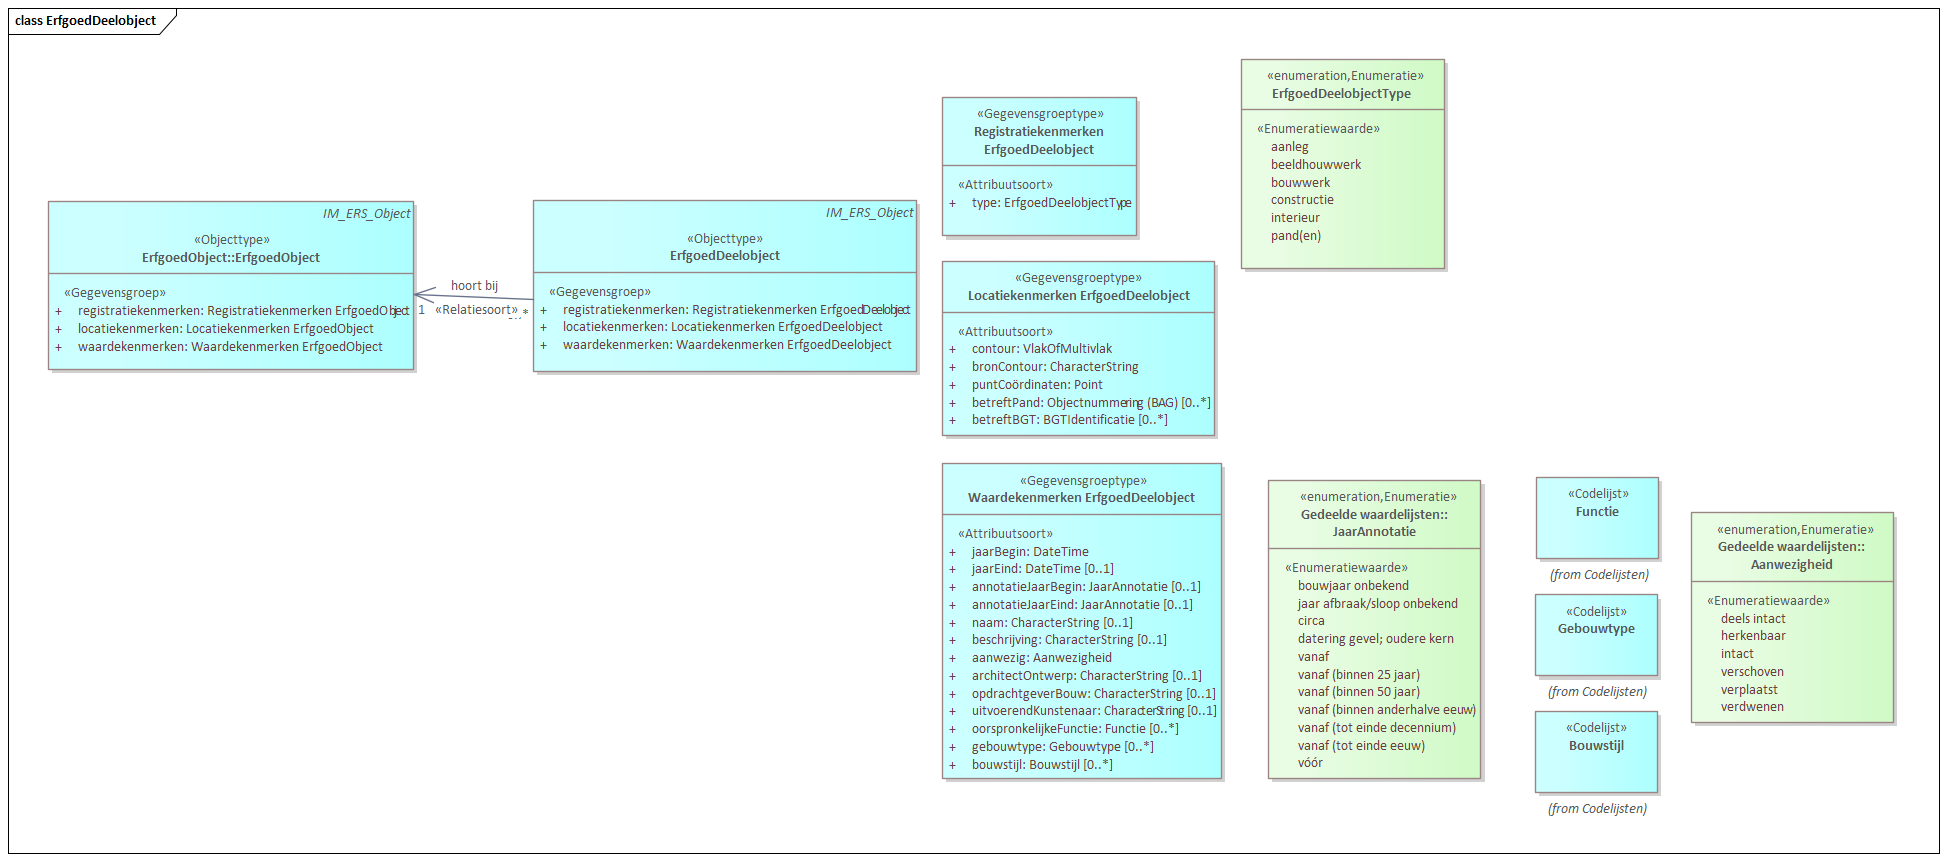 class ErfgoedDeelobject
IM_ERS_Object
«Objecttype»
ErfgoedObject::ErfgoedObject
«Gegevensgroep»
+ registratiekenmerken: Registratiekenmerken ErfgoedObject
+ locatiekenmerken: Locatiekenmerken ErfgoedObject
+ waardekenmerken: Waardekenmerken ErfgoedObject
hoort bij
1 «Relatiesoort» *
IM_ERS_Object
«Objecttype»
ErfgoedDeelobject
«Gegevensgroep»
+ registratiekenmerken: Registratiekenmerken ErfgoedDeelobject
+ locatiekenmerken: Locatiekenmerken ErfgoedDeelobject
+ waardekenmerken: Waardekenmerken ErfgoedDeelobject
«Gegevensgroeptype»
Registratiekenmerken
ErfgoedDeelobject
«Attribuutsoort»
+ type: ErfgoedDeelobjectType
«enumeration,Enumeratie»
ErfgoedDeelobjectType
«Enumeratiewaarde»
aanleg
beeldhouwwerk
bouwwerk
constructie
interieur
pand(en)
«Gegevensgroeptype»
Locatiekenmerken ErfgoedDeelobject
«Attribuutsoort»
+ contour: VlakOfMultivlak
+ bronContour: CharacterString
+ puntCoördinaten: Point
+ betreftPand: Objectnummering (BAG) [0..*]
+ betreftBGT: BGTIdentificatie [0..*]
«Gegevensgroeptype»
Waardekenmerken ErfgoedDeelobject
«Attribuutsoort»
+ jaarBegin: DateTime
+ jaarEind: DateTime [0..1]
+ annotatieJaarBegin: JaarAnnotatie [0..1]
+ annotatieJaarEind: JaarAnnotatie [0..1]
+ naam: CharacterString [0..1]
+ beschrijving: CharacterString [0..1]
+ aanwezig: Aanwezigheid
+ architectOntwerp: CharacterString [0..1]
+ opdrachtgeverBouw: CharacterString [0..1]
+ uitvoerendKunstenaar: CharacterString [0..1]
+ oorspronkelijkeFunctie: Functie [0..*]
+ gebouwtype: Gebouwtype [0..*]
+ bouwstijl: Bouwstijl [0..*]
«enumeration,Enumeratie»
Gedeelde waardelijsten::
JaarAnnotatie
«Enumeratiewaarde»
bouwjaar onbekend
jaar afbraak/sloop onbekend
circa
datering gevel; oudere kern
vanaf
vanaf (binnen 25 jaar)
vanaf (binnen 50 jaar)
vanaf (binnen anderhalve eeuw)
vanaf (tot einde decennium)
vanaf (tot einde eeuw)
vóór
«Codelijst»
Functie
(from Codelijsten)
«Codelijst»
Gebouwtype
(from Codelijsten)
«Codelijst»
Bouwstijl
(from Codelijsten)
«enumeration,Enumeratie»
Gedeelde waardelijsten::
Aanwezigheid
«Enumeratiewaarde»
deels intact
herkenbaar
intact
verschoven
verplaatst
verdwenen